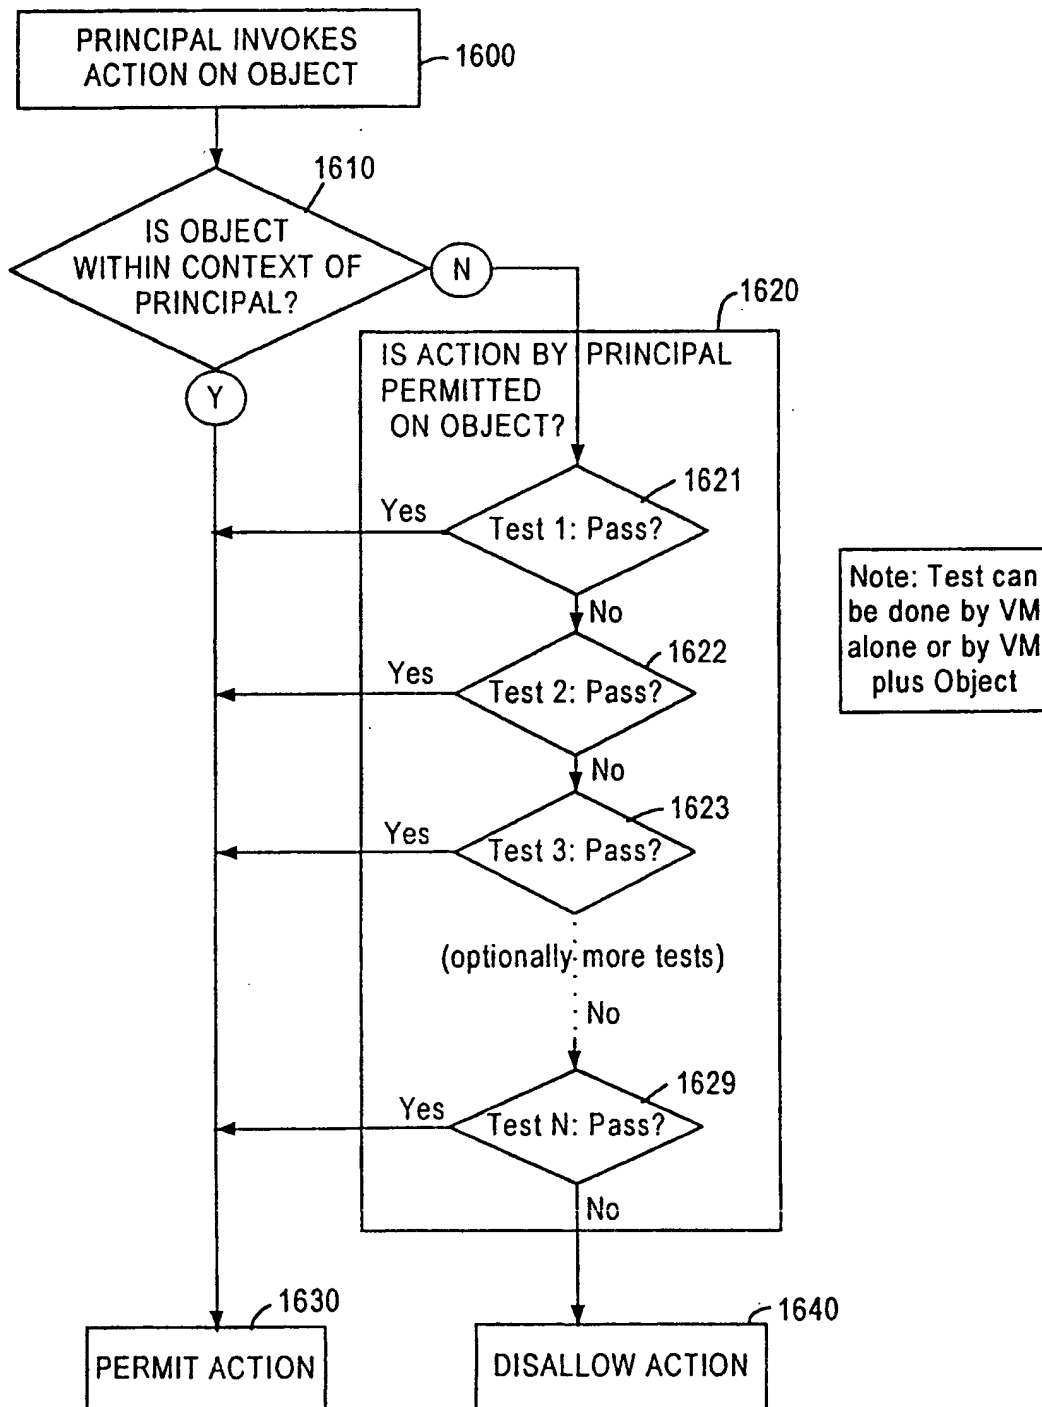 PRINCIPAL INVOKES
ACTION ON OBJECT
1600
1610
IS OBJECT
WITHIN CONTEXT OF
PRINCIPAL?
N
Y
1620
IS ACTION BY PRINCIPAL
PERMITTED
ON OBJECT?
1621
Yes
Test 1: Pass?
No
1622
Yes
Test 2: Pass?
No
1623
Yes
Test 3: Pass?
(optionally more tests)
No
1629
Yes
Test N: Pass?
No
Note: Test can
be done by VM
alone or by VM
plus Object
1630
PERMIT ACTION
1640
DISALLOW ACTION